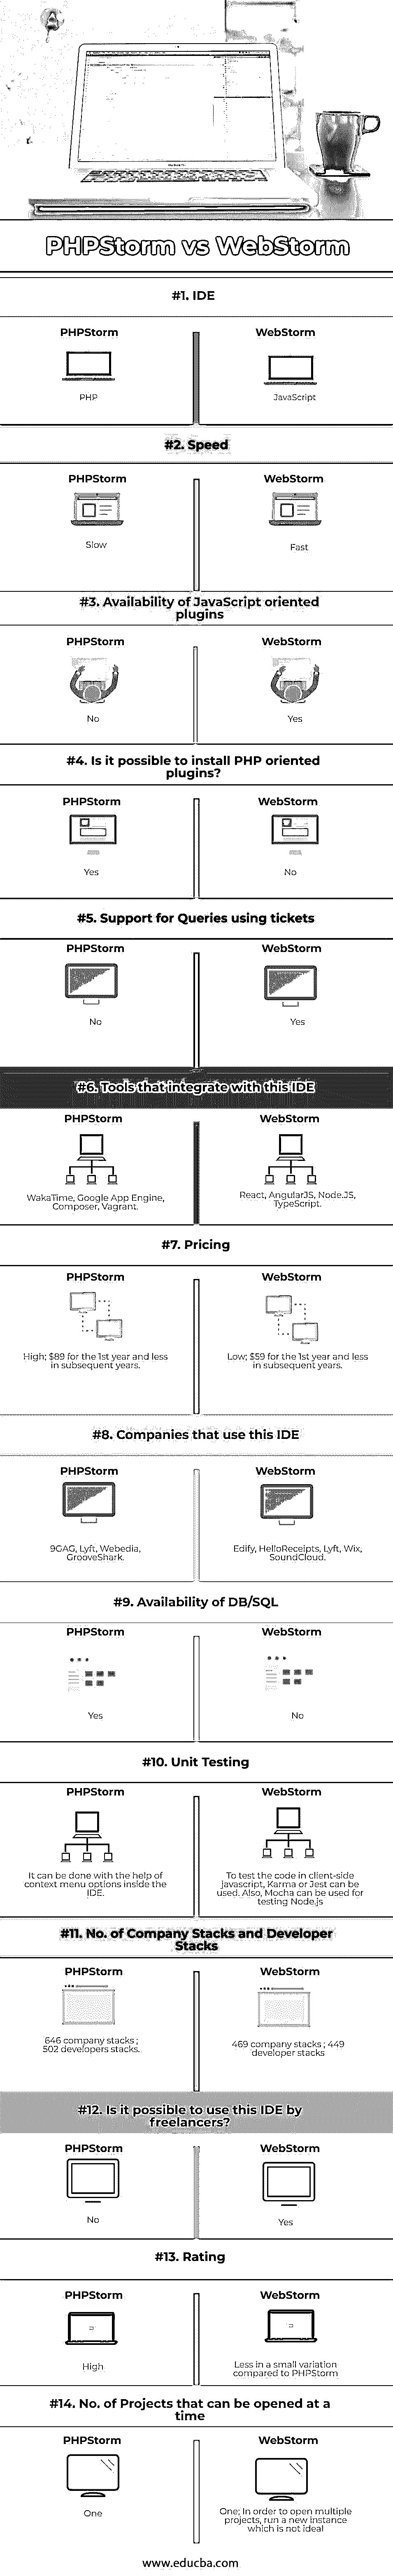 PHPStorm vs WebStorm
#1. IDE
PHPStorm
WebStorm
PHP
JavaScript
#2. Speed
PHPStorm
WebStorm
Slow
Fast
#3. Availability of JavaScript oriented
plugins
PHPStorm
WebStorm
No
Yes
#4. Is it possible to install PHP oriented
plugins?
PHPStorm
WebStorm
Yes
No
#5. Support for Queries using tickets
PHPStorm
WebStorm
No
Yes
#6. Tools that integrate with this IDE
PHPStorm
WebStorm
WakaTime, Google App Engine,
Composer, Vagrant.
React, AngularJS, Node.JS,
TypeScript.
#7. Pricing
PHPStorm
WebStorm
High; $89 for the 1st year and less
in subsequent years.
Low; $59 for the 1st year and less
in subsequent years.
#8. Companies that use this IDE
PHPStorm
WebStorm
9GAG, Lyft, Webedia,
GrooveShark.
Edify, HelloReceipts, Lyft, Wix,
SoundCloud.
#9. Availability of DB/SQL
PHPStorm
WebStorm
Yes
No
#10. Unit Testing
PHPStorm
WebStorm
It can be done with the help of
context menu options inside the
IDE.
To test the code in client-side
javascript, Karma or Jest can be
used. Also, Mocha can be used for
testing Node.js
#11. No. of Company Stacks and Developer
Stacks
PHPStorm
WebStorm
646 company stacks ;
502 developers stacks.
469 company stacks ; 449
developer stacks
#12. Is it possible to use this IDE by
freelancers?
PHPStorm
WebStorm
No
Yes
#13. Rating
PHPStorm
WebStorm
High
Less in a small variation
compared to PHPStorm
#14. No. of Projects that can be opened at a
time
PHPStorm
WebStorm
One
One; In order to open multiple
projects, run a new instance
which is not ideal
www.educba.com